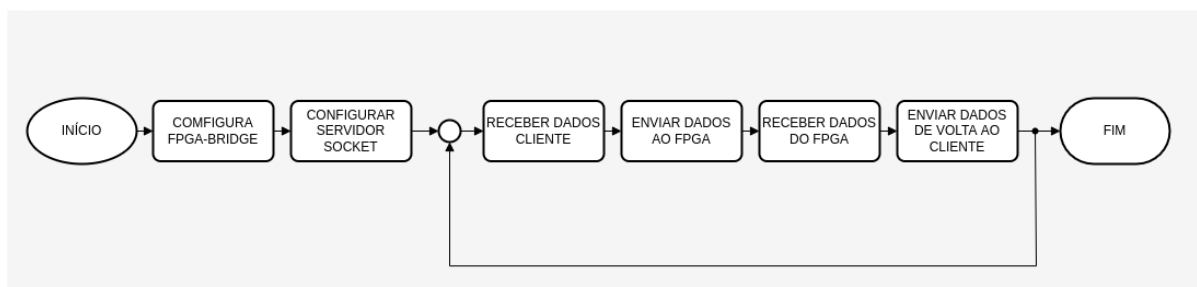 INÍCIO
COMFIGURA
FPGA-BRIDGE
CONFIGURAR
SERVIDOR
SOCKET
RECEBER DADOS
CLIENTE
ENVIAR DADOS
AO FPGA
RECEBER DADOS
DO FPGA
ENVIAR DADOS
DE VOLTA AO
CLIENTE
FIM